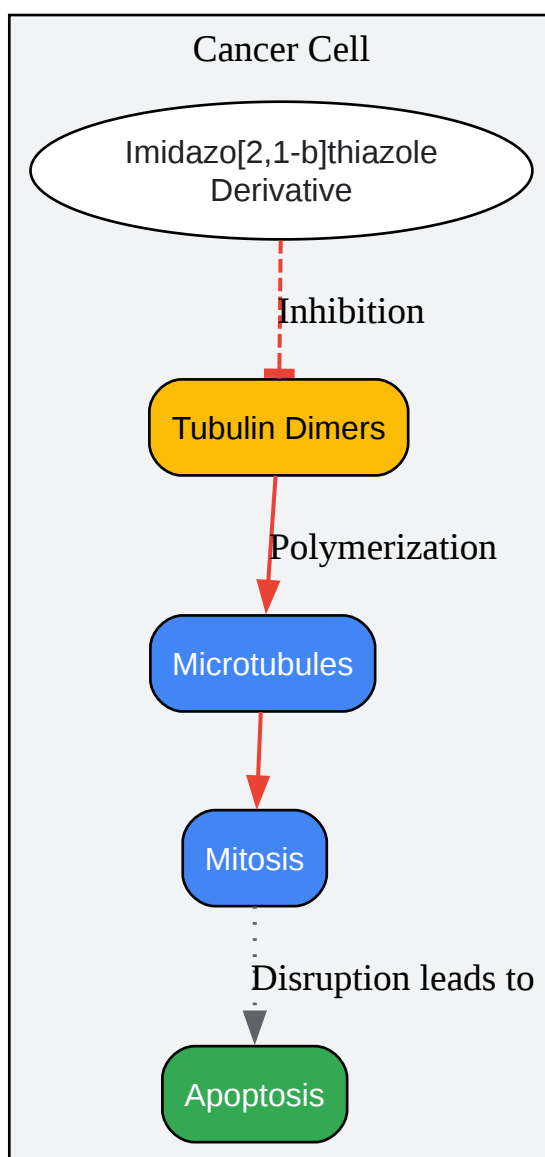 Cancer Cell
Imidazo[2,1-b]thiazole
Derivative
Inhibition
Tubulin Dimers
Polymerization
Microtubules
Mitosis
Disruption leads to
Apoptosis